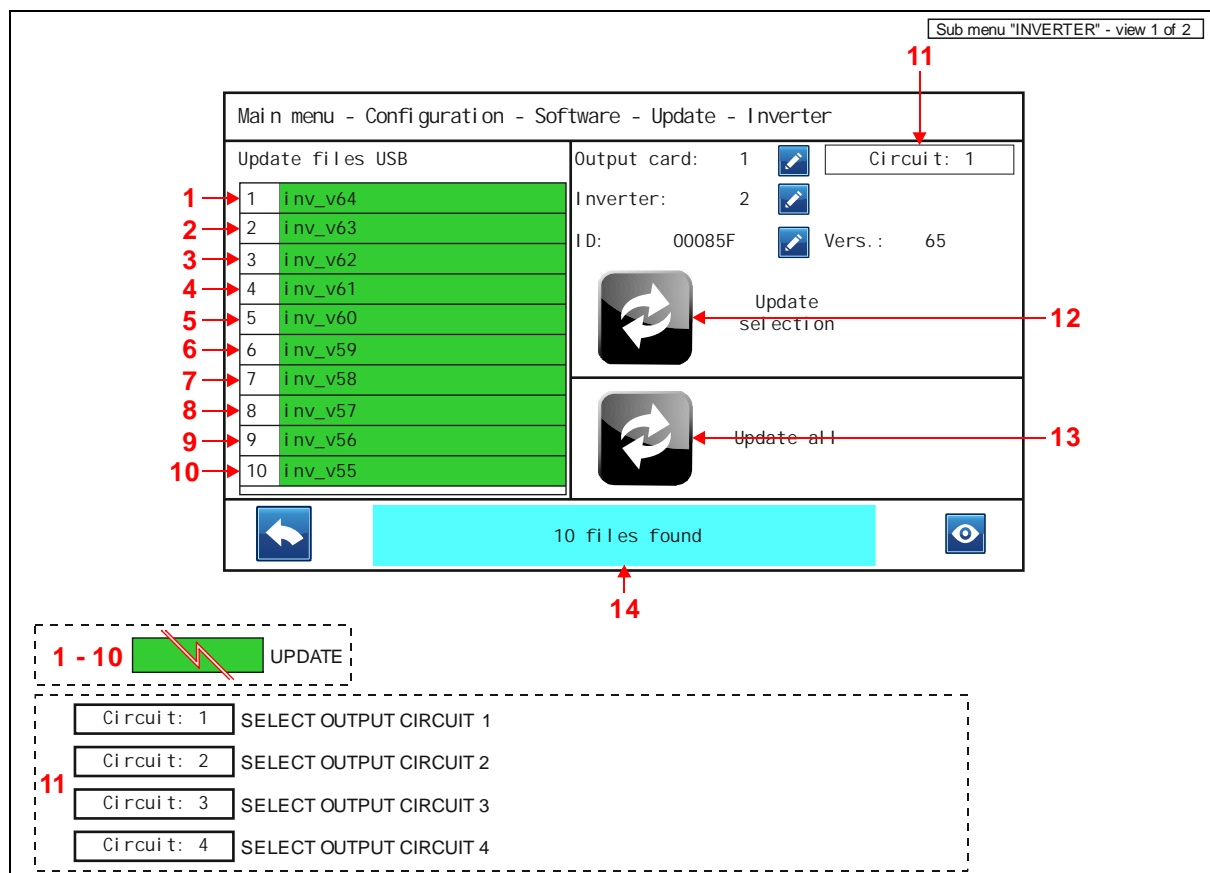 Sub menu "INVERTER" - view 1 of 2
11
Main menu - Configuration - Software - Update - Inverter
Update files USB
Output card: 1 Circuit: 1
1 1 inv_v64
Inverter: 2
2 2 inv_v63
ID: 00085F Vers.: 65
3 3 inv_v62
4 4 inv_v61
5 5 inv_v60
6 6 inv_v59
Update
selection
12
7 7 inv_v58
8 8 inv_v57
9 9 inv_v56
10 10 inv_v55
Update all
13
10 files found
14
1 - 10 UPDATE
11
Circuit: 1 SELECT OUTPUT CIRCUIT 1
Circuit: 2 SELECT OUTPUT CIRCUIT 2
Circuit: 3 SELECT OUTPUT CIRCUIT 3
Circuit: 4 SELECT OUTPUT CIRCUIT 4